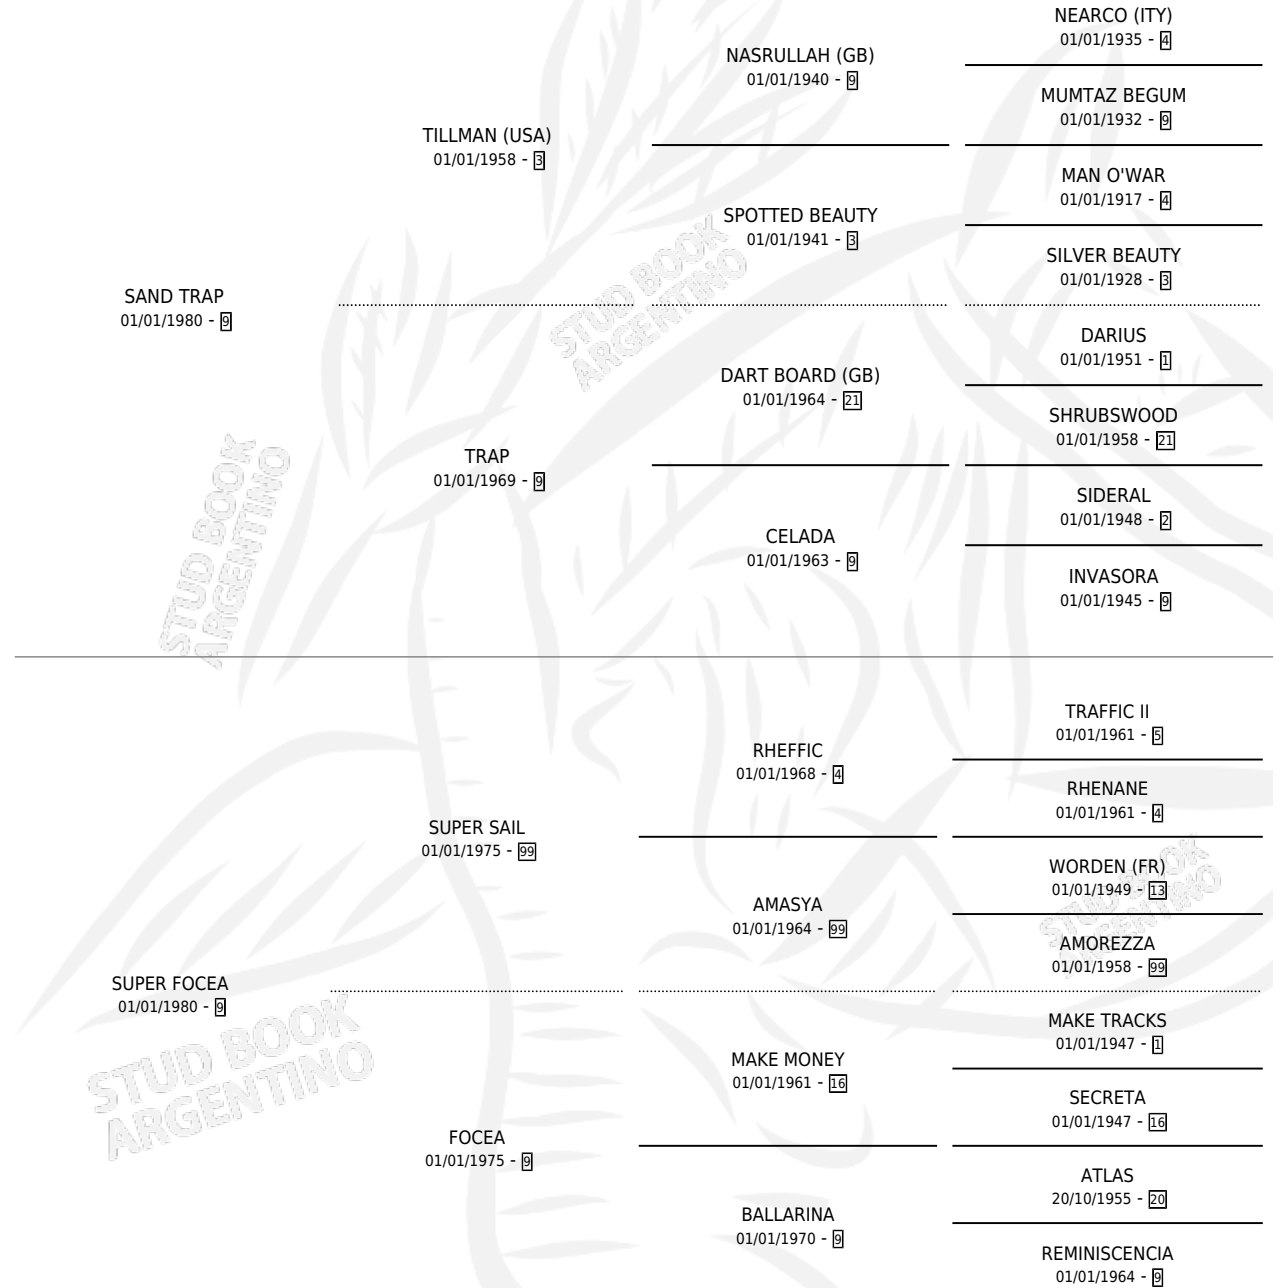 NEARCO (ITY)
01/01/1935 - 4
NASRULLAH (GB)
01/01/1940 - 9
MUMTAZ BEGUM
01/01/1932 - 9
TILLMAN (USA)
01/01/1958 - 3
MAN O'WAR
01/01/1917 - 4
SPOTTED BEAUTY
01/01/1941 - 3
SILVER BEAUTY
01/01/1928 - 3
SAND TRAP
01/01/1980 - 9
STUD BOOK
ARGENTINO
DARIUS
01/01/1951 - 1
DART BOARD (GB)
01/01/1964 - 21
SHRUBSWOOD
01/01/1958 - 21
TRAP
01/01/1969 - 9
SIDERAL
01/01/1948 - 2
CELADA
01/01/1963 - 9
INVASORA
01/01/1945 - 9
STUD BOOK
ARGENTINO
TRAFFIC II
01/01/1961 - 5
RHEFFIC
01/01/1968 - 4
RHENANE
01/01/1961 - 4
SUPER SAIL
01/01/1975 - 99
WORDEN (FR)
01/01/1949 - 13
AMASYA
01/01/1964 - 99
AMOREZZA
01/01/1958 - 99
STUD BOOK
ARGENTINO
SUPER FOCEA
01/01/1980 - 9
MAKE TRACKS
01/01/1947 - 1
MAKE MONEY
01/01/1961 - 16
SECRETA
01/01/1947 - 16
STUD BOOK
ARGENTINO
FOCEA
01/01/1975 - 9
ATLAS
20/10/1955 - 20
BALLARINA
01/01/1970 - 9
REMINISCENCIA
01/01/1964 - 9